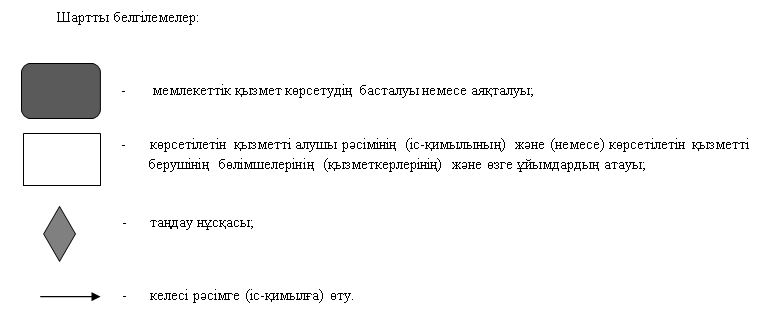 Шартты белгілемелер:
- мемлекеттік қызмет көрсетудің басталуы немесе аяқталуы;
- көрсетілетін қызметті алушы рәсімінің (іс-қимылының) және (немесе) көрсетілетін қызметті
берушінің бөлімшелерінің (қызметкерлерінің) және өзге ұйымдардың атауы;
- таңдау нұсқасы;
- келесі рәсімге (іс-қимылға) өту.